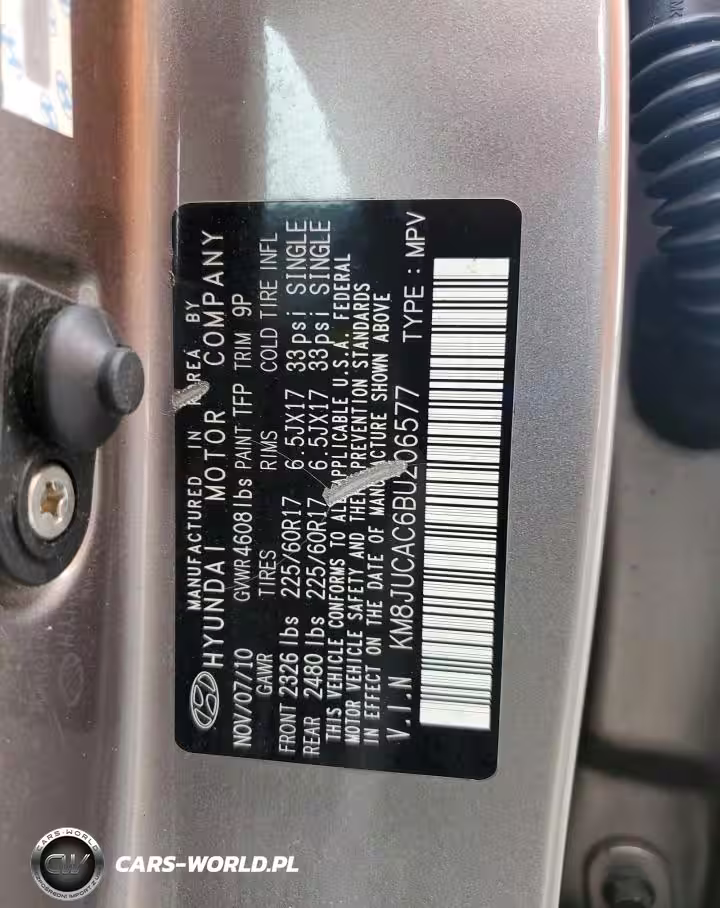 MANUFACTURED IN KOREA BY
HYUNDAI MOTOR COMPANY
NOV/07/10 GVWR 4608 lbs PAINT TFP TRIM 9P
GAWR TIRES RIMS COLD TIRE INFL
FRONT 2326 lbs 225/60R17 6.5JX17 33psi SINGLE
REAR 2480 lbs 225/60R17 6.5JX17 33psi SINGLE
THIS VEHICLE CONFORMS TO ALL APPLICABLE U.S.A. FEDERAL
MOTOR VEHICLE SAFETY AND THEFT PREVENTION STANDARDS
IN EFFECT ON THE DATE OF MANUFACTURE SHOWN ABOVE
V.I.N KM8JUCAC6BU206577 TYPE : MPV
CARS-WORLD
CW
CARS-WORLD.PL